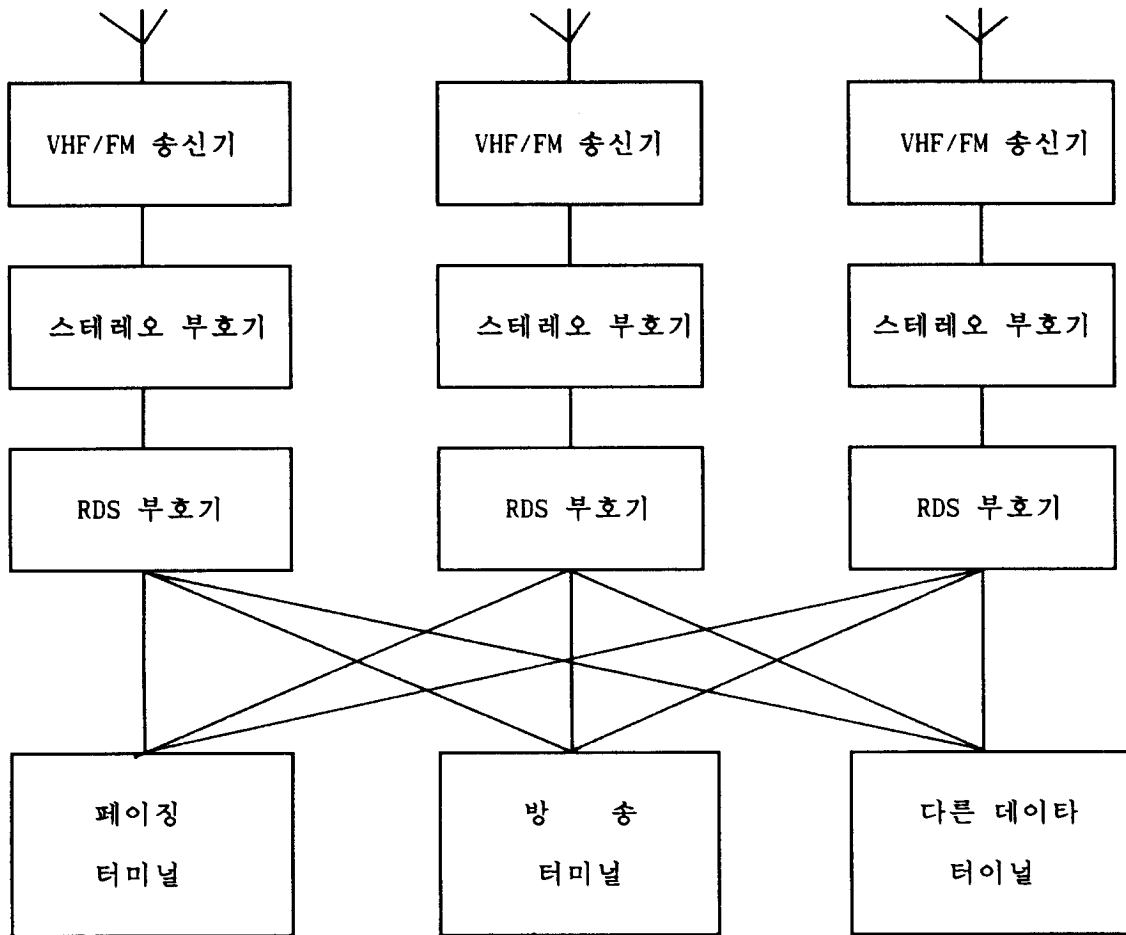 VHF/FM 송신기 VHF/FM 송신기 VHF/FM 송신기
스테레오 부호기 스테레오 부호기 스테레오 부호기
RDS 부호기 RDS 부호기 RDS 부호기
페이징
터미널
방 송
터미널
다른 데이타
터이널